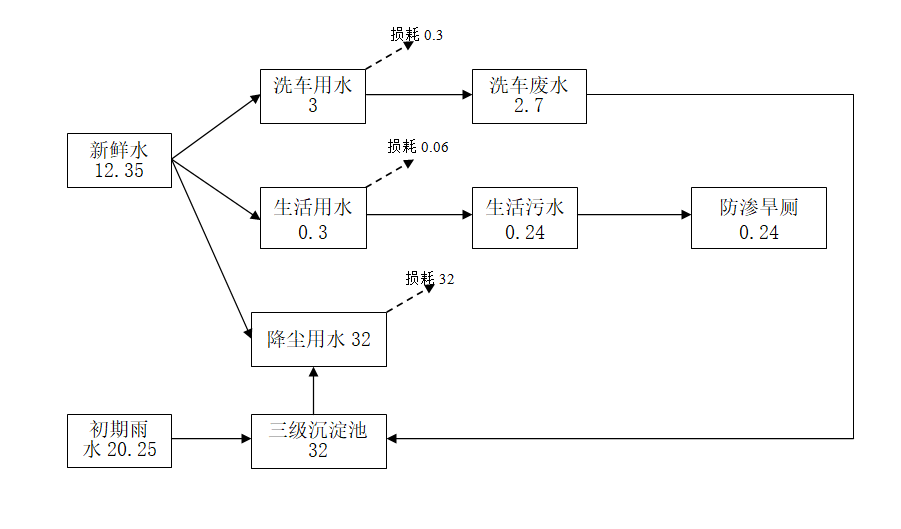 损耗 0.3
洗车用水
3
洗车废水
2.7
新鲜水
12.35
损耗 0.06
生活用水
0.3
生活污水
0.24
防渗旱厕
0.24
损耗 32
降尘用水 32
初期雨
水 20.25
三级沉淀池
32